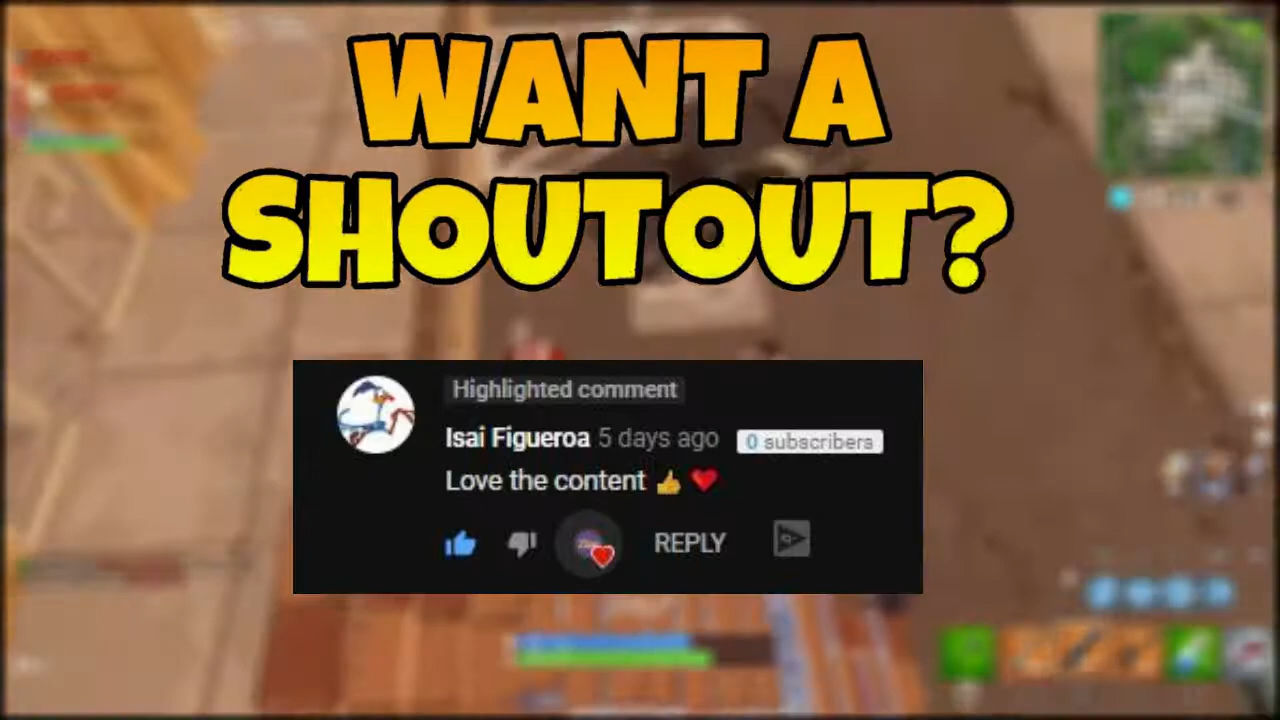 WANT A
SHOUTOUT?
Highlighted comment
Isai Figueroa 5 days ago 0 subscribers
Love the content 👍 ❤️
REPLY